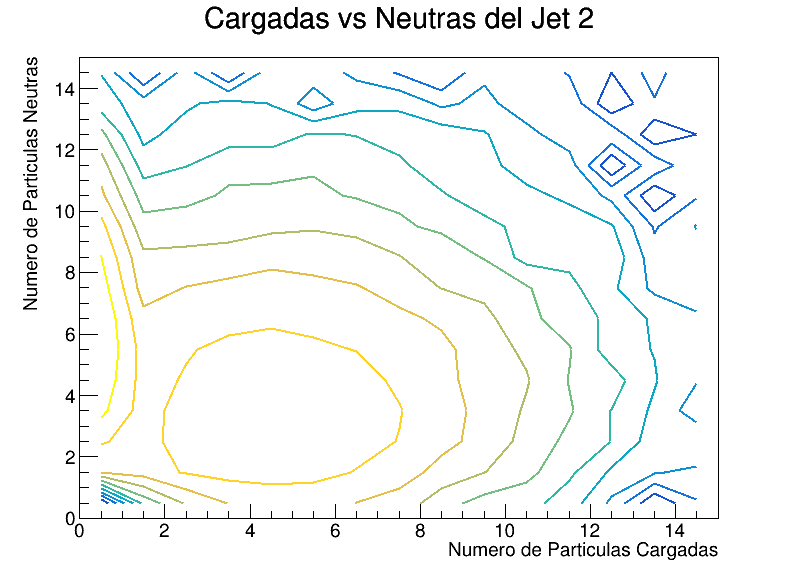 Cargadas vs Neutras del Jet 2
Numero de Particulas Neutras
14
12
10
8
6
4
2
0
0 2 4 6 8 10 12 14
Numero de Particulas Cargadas